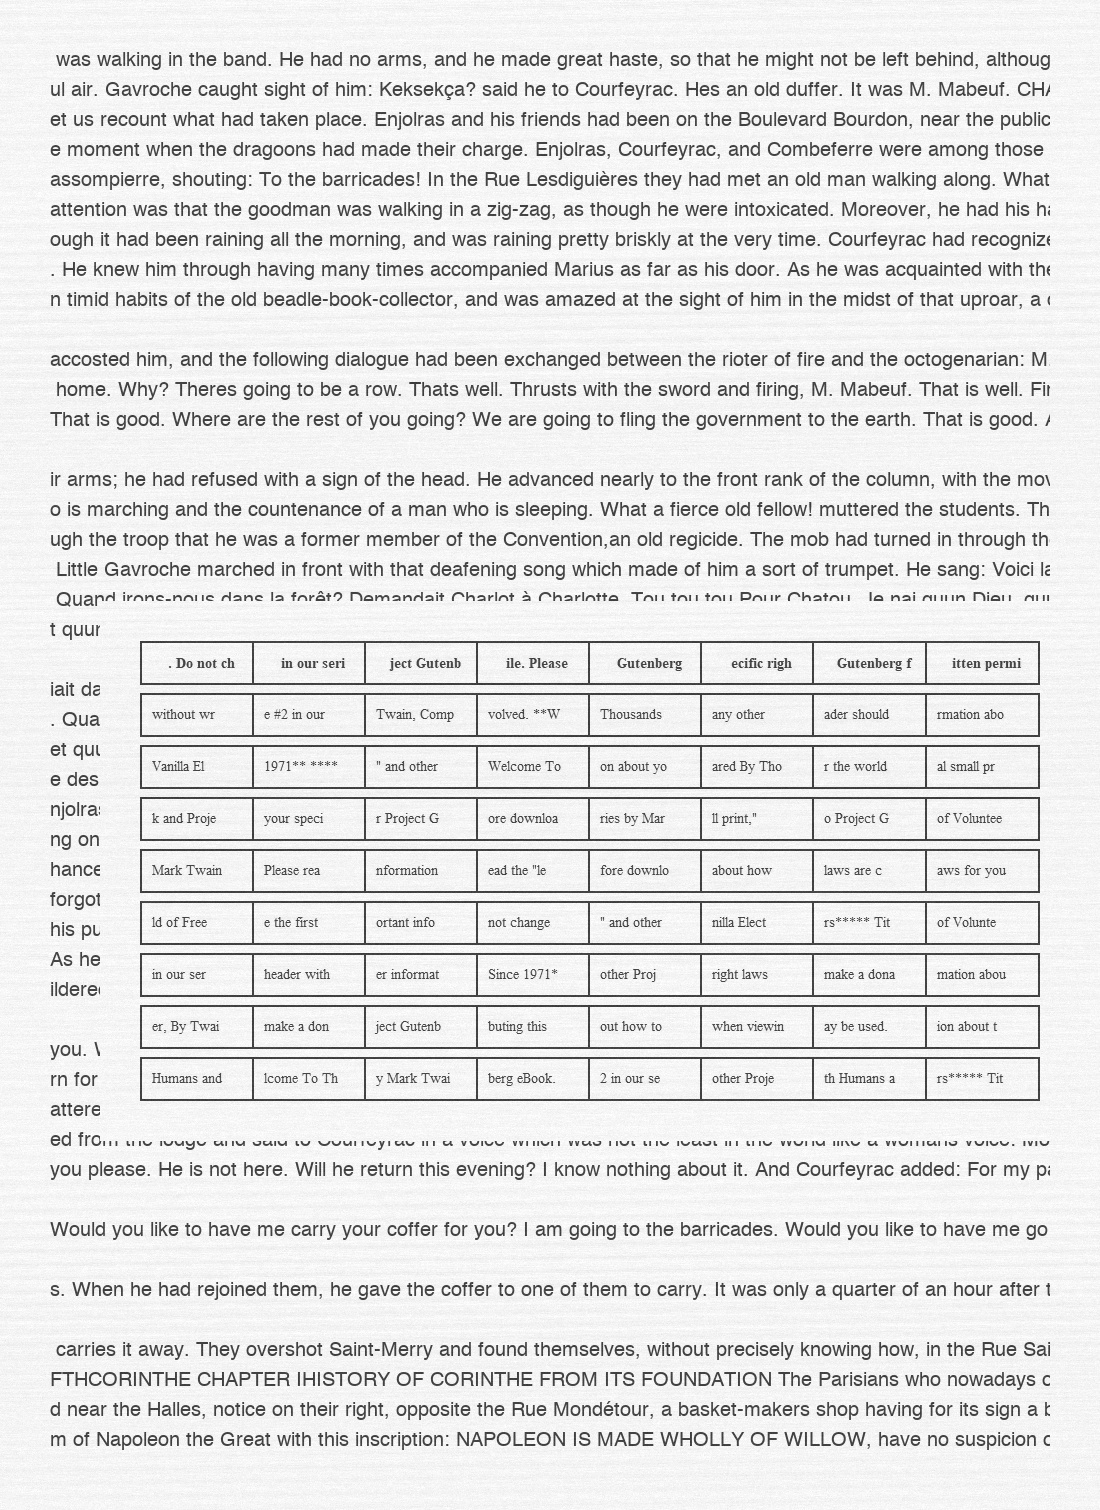 was walking in the band. He had no arms, and he made great haste, so that he might not be left behind, althoug
ul air. Gavroche caught sight of him: Keksekça? said he to Courfeyrac. Hes an old duffer. It was M. Mabeuf. CHA
et us recount what had taken place. Enjolras and his friends had been on the Boulevard Bourdon, near the public
e moment when the dragoons had made their charge. Enjolras, Courfeyrac, and Combeferre were among those
assompierre, shouting: To the barricades! In the Rue Lesdiguières they had met an old man walking along. What
attention was that the goodman was walking in a zig-zag, as though he were intoxicated. Moreover, he had his ha
ough it had been raining all the morning, and was raining pretty briskly at the very time. Courfeyrac had recognize
. He knew him through having many times accompanied Marius as far as his door. As he was acquainted with the
n timid habits of the old beadle-book-collector, and was amazed at the sight of him in the midst of that uproar, a
accosted him, and the following dialogue had been exchanged between the rioter of fire and the octogenarian: M.
home. Why? Theres going to be a row. Thats well. Thrusts with the sword and firing, M. Mabeuf. That is well. Fir
That is good. Where are the rest of you going? We are going to fling the government to the earth. That is good. A
ir arms; he had refused with a sign of the head. He advanced nearly to the front rank of the column, with the mov
o is marching and the countenance of a man who is sleeping. What a fierce old fellow! muttered the students. Th
ugh the troop that he was a former member of the Convention,an old regicide. The mob had turned in through th
Little Gavroche marched in front with that deafening song which made of him a sort of trumpet. He sang: Voici la
Quand irons-nous dans la forêt? Demandait Charlot à Charlotte. Tou tou tou Pour Chatou. Je nai quun Dieu, qu
t quun
. Do not ch in our seri ject Gutenb ile. Please Gutenberg ecific righ Gutenberg f itten permi
without wr e #2 in our Twain, Comp volved. **W Thousands any other ader should rmation abo
Vanilla El 1971** **** " and other Welcome To on about yo ared By Tho r the world al small pr
k and Proje your speci r Project G ore downloa ries by Mar ll print," o Project G of Voluntee
Mark Twain Please rea nformation ead the "le fore downlo about how laws are c aws for you
ld of Free e the first ortant info not change " and other nilla Elect rs***** Tit of Volunte
in our ser header with er informat Since 1971* other Proj right laws make a dona mation abou
er, By Twai make a don ject Gutenb buting this out how to when viewin ay be used. ion about t
Humans and lcome To Th y Mark Twai berg eBook. 2 in our se other Proje th Humans a rs***** Tit
iait da
. Qua
et quu
e des
njolras
ng on
hance
forgot
his pu
As he
ildered
you. W
rn for
attere
ed from the lodge and said to Courfeyrac in a voice which was not the least in the world like a womans voice: Mo
you please. He is not here. Will he return this evening? I know nothing about it. And Courfeyrac added: For my pa
Would you like to have me carry your coffer for you? I am going to the barricades. Would you like to have me go
s. When he had rejoined them, he gave the coffer to one of them to carry. It was only a quarter of an hour after t
carries it away. They overshot Saint-Merry and found themselves, without precisely knowing how, in the Rue Sai
FTHCORINTHE CHAPTER IHISTORY OF CORINTHE FROM ITS FOUNDATION The Parisians who nowadays o
d near the Halles, notice on their right, opposite the Rue Mondétour, a basket-makers shop having for its sign a b
m of Napoleon the Great with this inscription: NAPOLEON IS MADE WHOLLY OF WILLOW, have no suspicion o